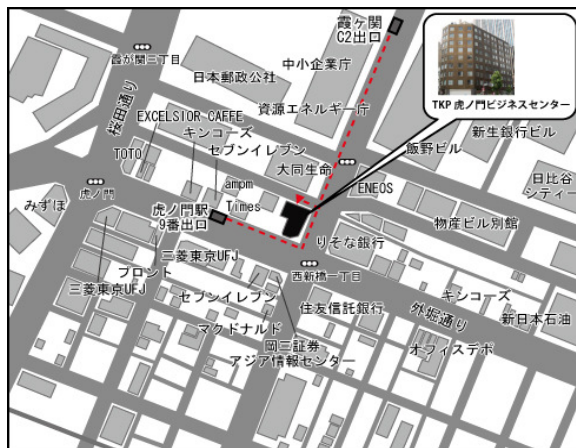 霞ヶ関
C2出口
中小企業庁
霞が関三丁目
日本郵政公社
TKP 虎ノ門ビジネスセンター
桜田通り
EXCELSIOR CAFFE
資源エネルギー庁
キンコーズ
セブンイレブン
新生銀行ビル
飯野ビル
TOTO
大同生命
ampm
ENEOS
日比谷
シティー
虎ノ門
みずほ
虎ノ門駅
9番出口
Times
物産ビル別館
三菱東京UFJ
りそな銀行
プロント
西新橋一丁目
三菱東京UFJ
セブンイレブン
キンコーズ
マクドナルド
住友信託銀行
外堀通り
新日本石油
岡三証券
アジア情報センター
オフィスデポ